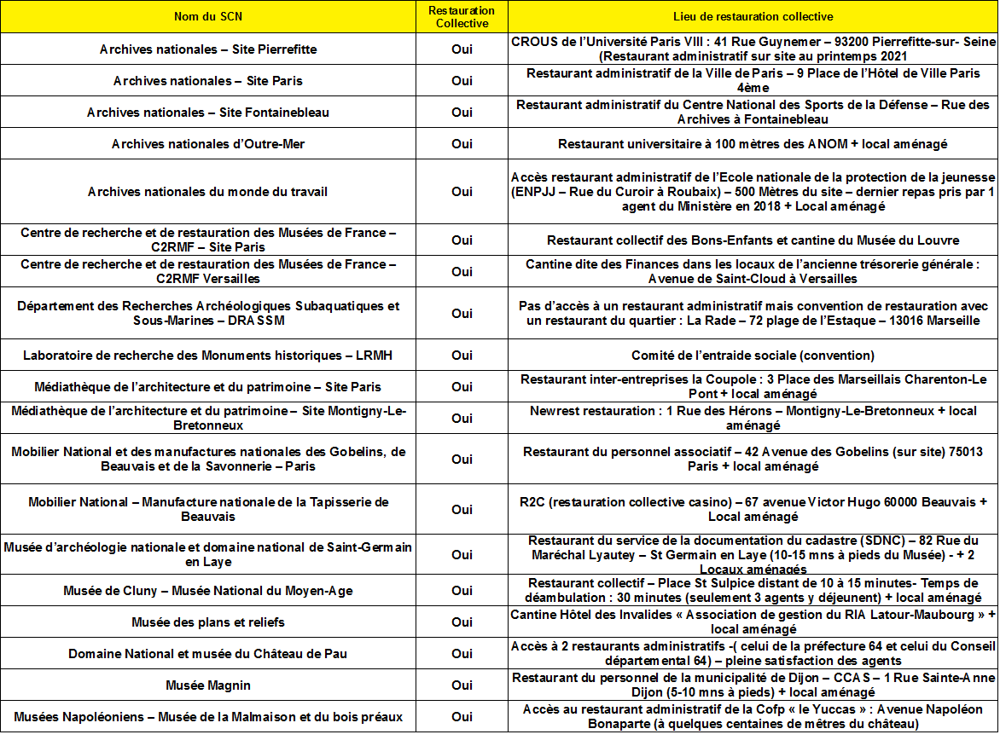 Nom du SCN
Restauration
Collective
Lieu de restauration collective
Archives nationales – Site Pierrefitte
Oui
CROUS de l’Université Paris VIII : 41 Rue Guynemer – 93200 Pierrefitte-sur- Seine
(Restaurant administratif sur site au printemps 2021
Archives nationales – Site Paris
Oui
Restaurant administratif de la Ville de Paris – 9 Place de l’Hôtel de Ville Paris
4ème
Archives nationales – Site Fontainebleau
Oui
Restaurant administratif du Centre National des Sports de la Défense – Rue des
Archives à Fontainebleau
Archives nationales d’Outre-Mer
Oui
Restaurant universitaire à 100 mètres des ANOM + local aménagé
Archives nationales du monde du travail
Oui
Accès restaurant administratif de l’Ecole nationale de la protection de la jeunesse
(ENPJJ – Rue du Curoir à Roubaix) – 500 Mètres du site – dernier repas pris par 1
agent du Ministère en 2018 + Local aménagé
Centre de recherche et de restauration des Musées de France –
C2RMF – Site Paris
Oui
Restaurant collectif des Bons-Enfants et cantine du Musée du Louvre
Centre de recherche et de restauration des Musées de France –
C2RMF Versailles
Oui
Cantine dite des Finances dans les locaux de l’ancienne trésorerie générale :
Avenue de Saint-Cloud à Versailles
Département des Recherches Archéologiques Subaquatiques et
Sous-Marines – DRASSM
Oui
Pas d’accès à un restaurant administratif mais convention de restauration avec
un restaurant du quartier : La Rade – 72 plage de l’Estaque – 13016 Marseille
Laboratoire de recherche des Monuments historiques – LRMH
Oui
Comité de l’entraide sociale (convention)
Médiathèque de l’architecture et du patrimoine – Site Paris
Oui
Restaurant inter-entreprises la Coupole : 3 Place des Marseillais Charenton-Le
Pont + local aménagé
Médiathèque de l’architecture et du patrimoine – Site Montigny-Le-
Bretonneux
Oui
Newrest restauration : 1 Rue des Hérons – Montigny-Le-Bretonneux + local
aménagé
Mobilier National et des manufactures nationales des Gobelins, de
Beauvais et de la Savonnerie – Paris
Oui
Restaurant du personnel associatif – 42 Avenue des Gobelins (sur site) 75013
Paris + local aménagé
Mobilier National – Manufacture nationale de la Tapisserie de
Beauvais
Oui
R2C (restauration collective casino) – 67 avenue Victor Hugo 60000 Beauvais +
Local aménagé
Musée d’archéologie nationale et domaine national de Saint-Germain
en Laye
Oui
Restaurant du service de la documentation du cadastre (SDNC) – 82 Rue du
Maréchal Lyautey – St Germain en Laye (10-15 mns à pieds du Musée) - + 2
Locaux aménagés
Musée de Cluny – Musée National du Moyen-Age
Oui
Restaurant collectif – Place St Sulpice distant de 10 à 15 minutes- Temps de
déambulation : 30 minutes (seulement 3 agents y déjeunent) + local aménagé
Musée des plans et reliefs
Oui
Cantine Hôtel des Invalides « Association de gestion du RIA Latour-Maubourg » +
local aménagé
Domaine National et musée du Château de Pau
Oui
Accès à 2 restaurants administratifs -( celui de la préfecture 64 et celui du Conseil
départemental 64) – pleine satisfaction des agents
Musée Magnin
Oui
Restaurant du personnel de la municipalité de Dijon – CCAS – 1 Rue Sainte-Anne
Dijon (5-10 mns à pieds) + local aménagé
Musées Napoléoniens – Musée de la Malmaison et du bois préaux
Oui
Accès au restaurant administratif de la Cofp « le Yuccas » : Avenue Napoléon
Bonaparte (à quelques centaines de mêtres du château)